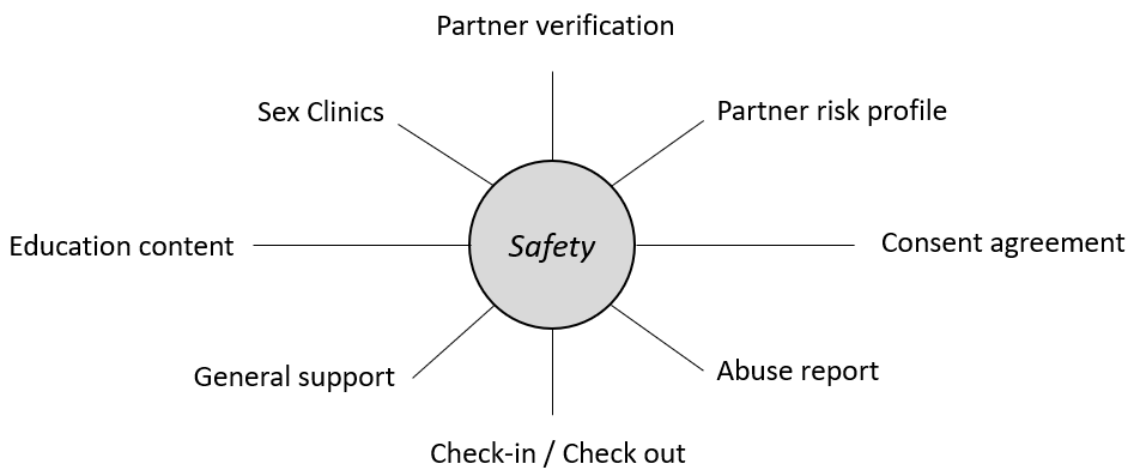 Partner verification
Sex Clinics
Partner risk profile
Education content
Safety
Consent agreement
General support
Abuse report
Check-in / Check out